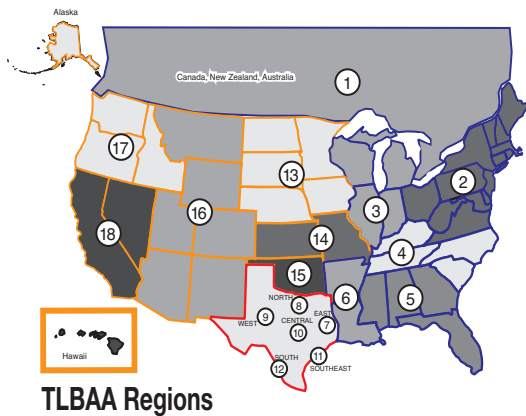 Alaska
Canada, New Zealand, Australia
1
17
2
13
3
16
18
14
4
15
6
5
NORTH
8
WEST
9
CENTRAL
10
EAST
7
SOUTH
12
11
SOUTHEAST
Hawaii
TLBAA Regions